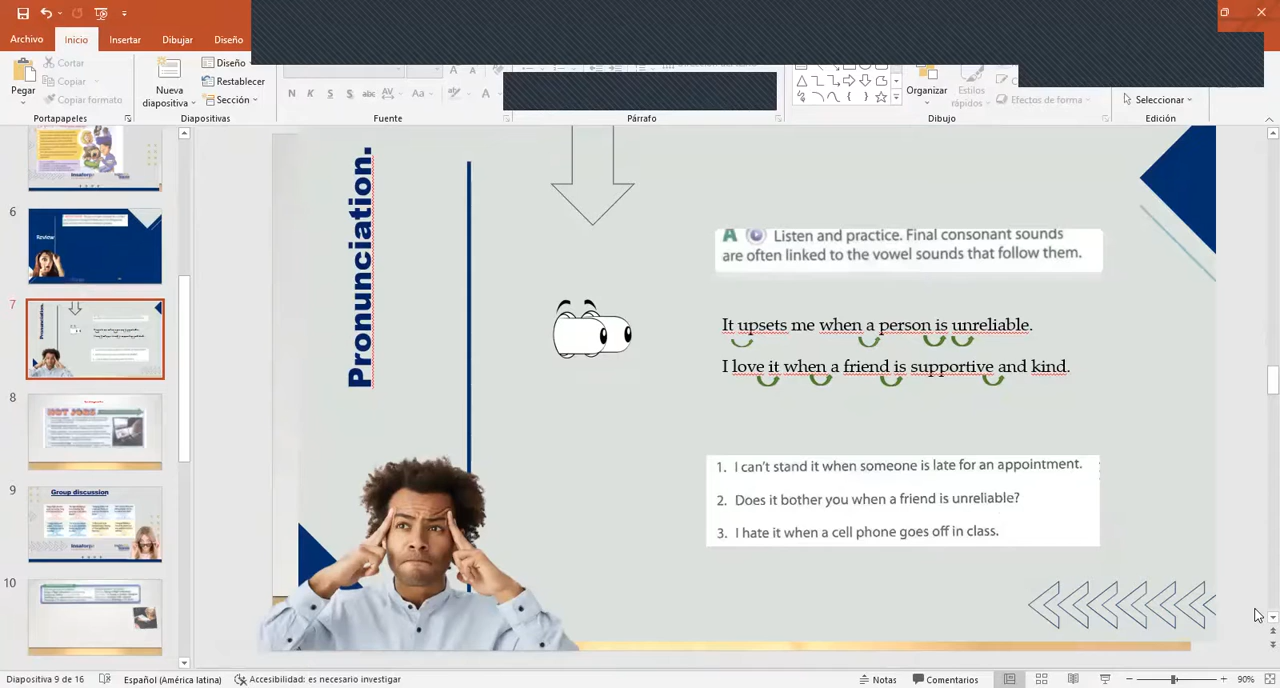 Archivo Inicio Insertar Dibujar Diseño
Cortar
Copiar
Copiar formato
Pegar
Portapapeles
Nueva diapositiva
Diseño
Restablecer
Sección
Diapositivas
N K S S abc AV Aa A
Fuente
Párrafo
Organizar
Estilos rápidos
Efectos de forma
Dibujo
Seleccionar
Edición
6
Review
7
Pronunciation.
8
HOT JOBS
9
Group discussion
10
Pronunciation.
A Listen and practice. Final consonant sounds
are often linked to the vowel sounds that follow them.
It upsets me when a person is unreliable.
I love it when a friend is supportive and kind.
1. I can't stand it when someone is late for an appointment.
2. Does it bother you when a friend is unreliable?
3. I hate it when a cell phone goes off in class.
Diapositiva 9 de 16 Español (América latina) Accesibilidad: es necesario investigar Notas Comentarios 90%